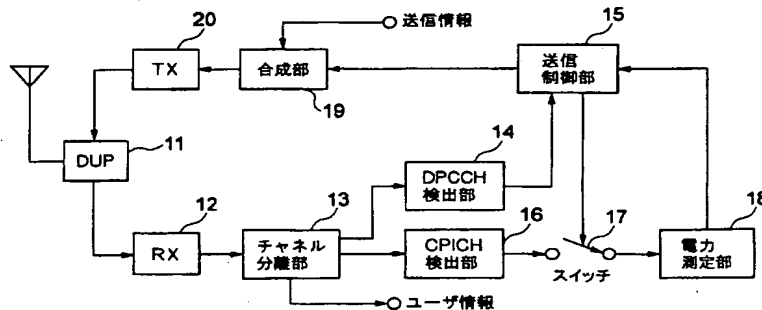 20
TX
送信情報
合成部
19
15
送信
制御部
DUP
11
14
DPCCH
検出部
12
RX
13
チャネル
分離部
16
CPICH
検出部
17
スイッチ
18
電力
測定部
ユーザ情報